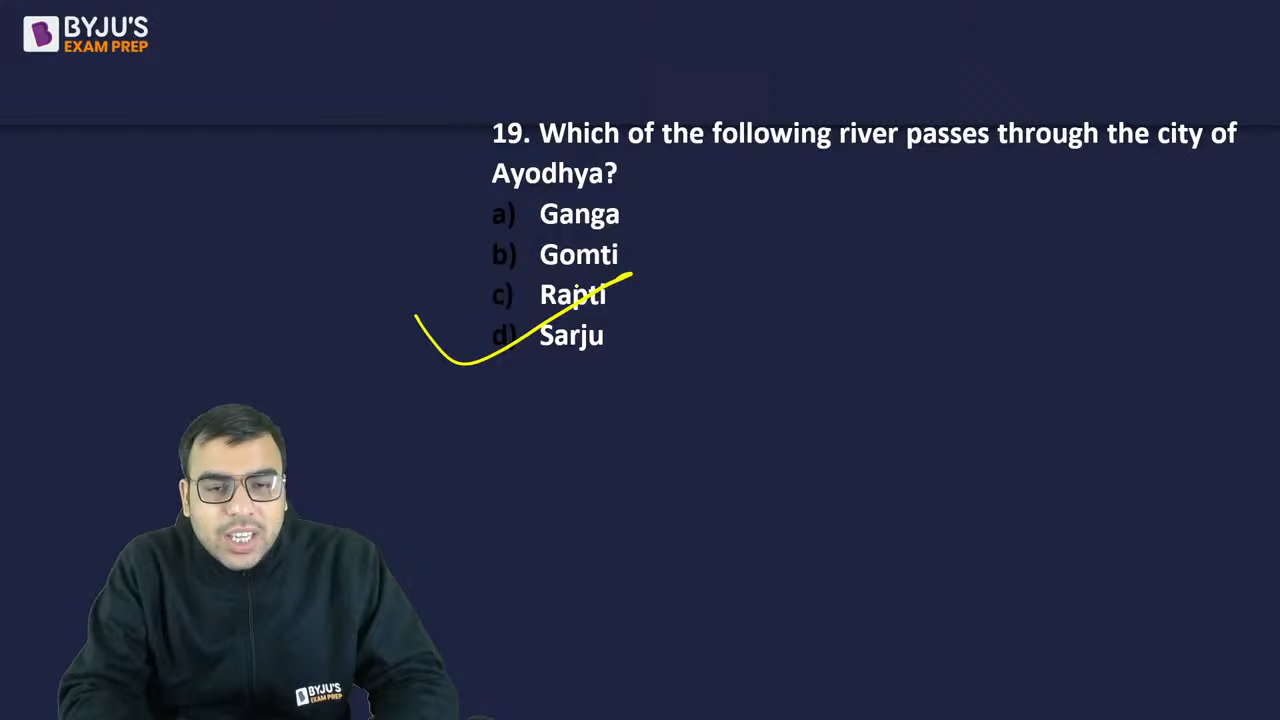 BYJU'S
EXAM PREP
19. Which of the following river passes through the city of
Ayodhya?
a) Ganga
b) Gomti
c) Rapti
d) Sarju
BYJU'S
EXAM PREP